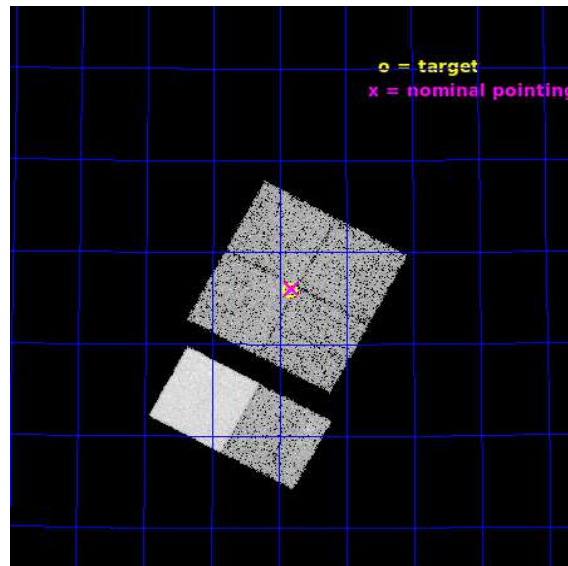 o = target
x = nominal pointing